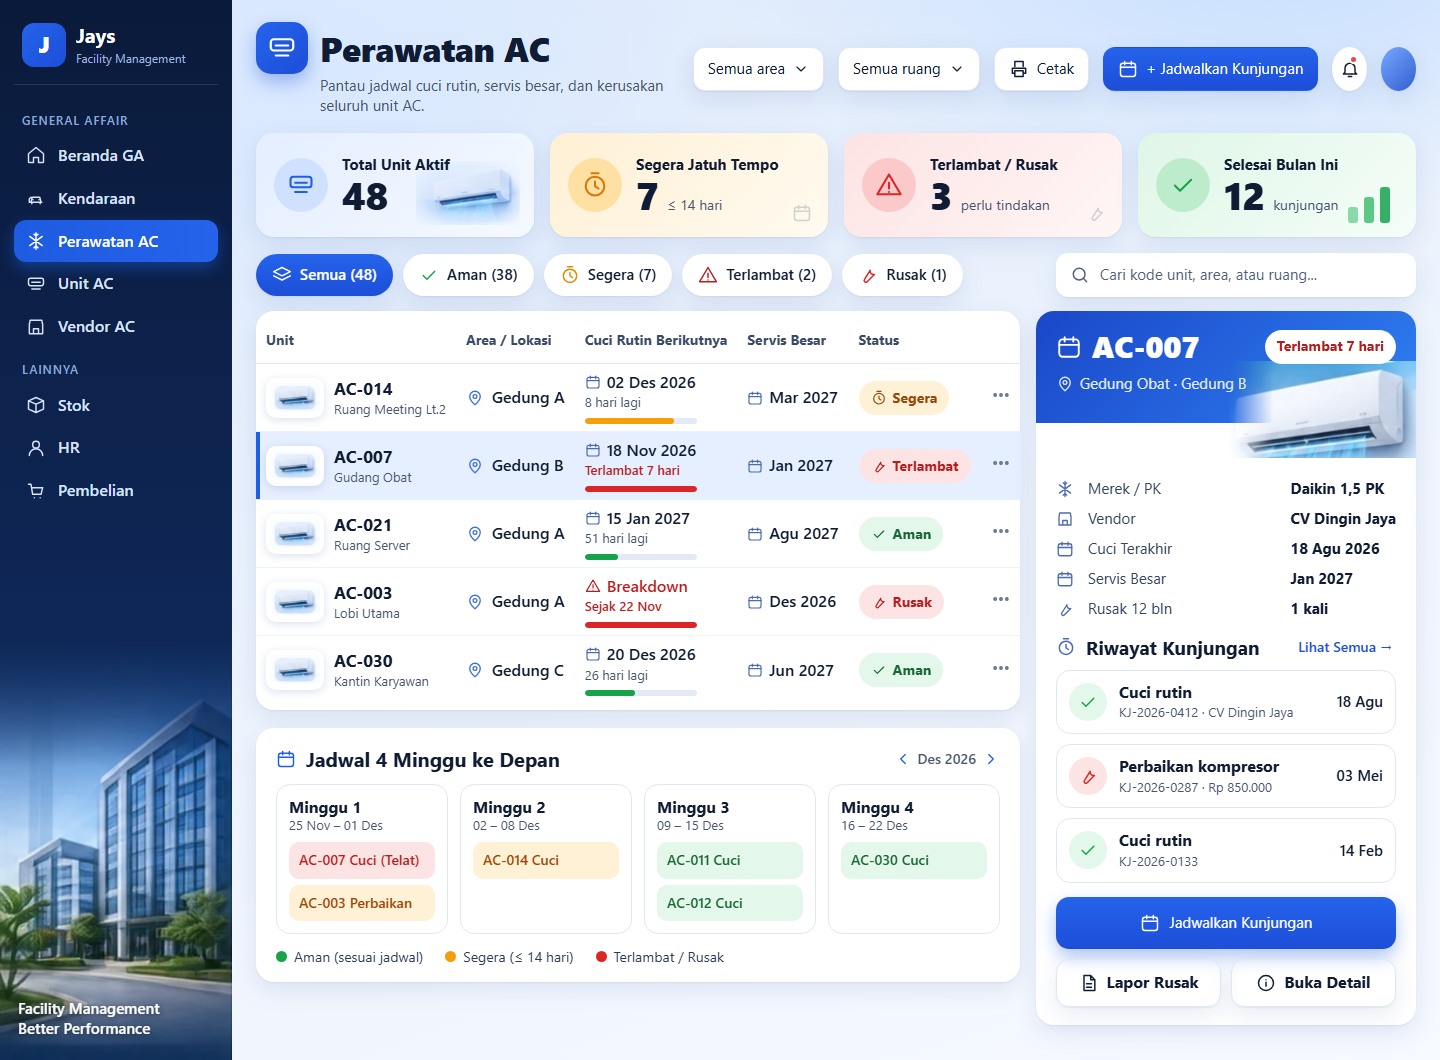 J
Jays
Facility Management
GENERAL AFFAIR
Beranda GA
Kendaraan
Perawatan AC
Unit AC
Vendor AC
LAINNYA
Stok
HR
Pembelian
Facility Management
Better Performance
Perawatan AC
Pantau jadwal cuci rutin, servis besar, dan kerusakan
seluruh unit AC.
Semua area
Semua ruang
Cetak
+ Jadwalkan Kunjungan
Total Unit Aktif
48
Segera Jatuh Tempo
7 ≤ 14 hari
Terlambat / Rusak
3 perlu tindakan
Selesai Bulan Ini
12 kunjungan
Semua (48)
Aman (38)
Segera (7)
Terlambat (2)
Rusak (1)
Cari kode unit, area, atau ruang...
Unit Area / Lokasi Cuci Rutin Berikutnya Servis Besar Status
AC-014
Ruang Meeting Lt.2
Gedung A
02 Des 2026
8 hari lagi
Mar 2027
Segera
AC-007
Gudang Obat
Gedung B
18 Nov 2026
Terlambat 7 hari
Jan 2027
Terlambat
AC-021
Ruang Server
Gedung A
15 Jan 2027
51 hari lagi
Agu 2027
Aman
AC-003
Lobi Utama
Gedung A
Breakdown
Sejak 22 Nov
Des 2026
Rusak
AC-030
Kantin Karyawan
Gedung C
20 Des 2026
26 hari lagi
Jun 2027
Aman
Jadwal 4 Minggu ke Depan
Des 2026
Minggu 1
25 Nov – 01 Des
AC-007 Cuci (Telat)
AC-003 Perbaikan
Minggu 2
02 – 08 Des
AC-014 Cuci
Minggu 3
09 – 15 Des
AC-011 Cuci
AC-012 Cuci
Minggu 4
16 – 22 Des
AC-030 Cuci
Aman (sesuai jadwal)
Segera (≤ 14 hari)
Terlambat / Rusak
AC-007
Terlambat 7 hari
Gedung Obat · Gedung B
Merek / PK Daikin 1,5 PK
Vendor CV Dingin Jaya
Cuci Terakhir 18 Agu 2026
Servis Besar Jan 2027
Rusak 12 bln 1 kali
Riwayat Kunjungan
Lihat Semua →
Cuci rutin
KJ-2026-0412 · CV Dingin Jaya
18 Agu
Perbaikan kompresor
KJ-2026-0287 · Rp 850.000
03 Mei
Cuci rutin
KJ-2026-0133
14 Feb
Jadwalkan Kunjungan
Lapor Rusak
Buka Detail